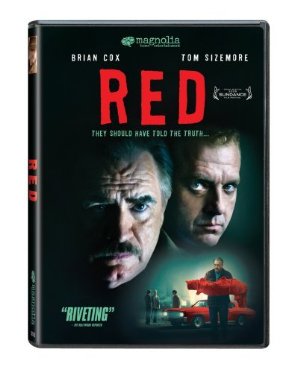 magnolia
BRIAN COX
TOM SIZEMORE
SUNDANCE
RED
THEY SHOULD HAVE TOLD THE TRUTH...
RED
"RIVETING"